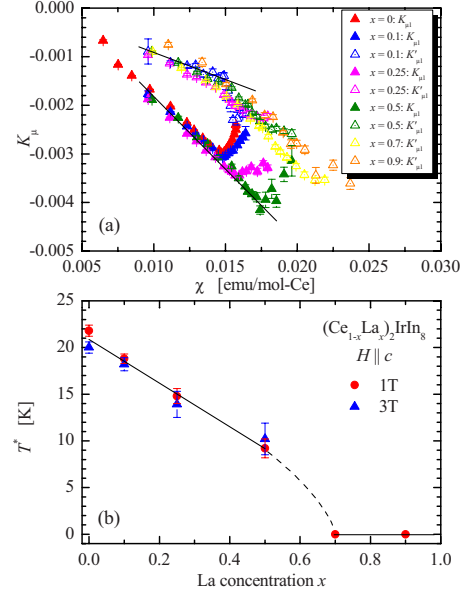 (a)
K_μ
-0.001
-0.002
-0.003
-0.004
-0.005
x = 0: K_μ1
x = 0.1: K_μ1
x = 0.1: K'_μ1
x = 0.25: K_μ1
x = 0.25: K'_μ1
x = 0.5: K_μ1
x = 0.5: K'_μ1
x = 0.7: K'_μ1
x = 0.9: K'_μ1
0.005 0.010 0.015 0.020 0.025 0.030
χ [emu/mol-Ce]
25
20
15
10
5
0
T* [K]
(Ce₁₋ₓLaₓ)₂IrIn₈
H || c
1T
3T
(b)
0.0 0.2 0.4 0.6 0.8 1.0
La concentration x